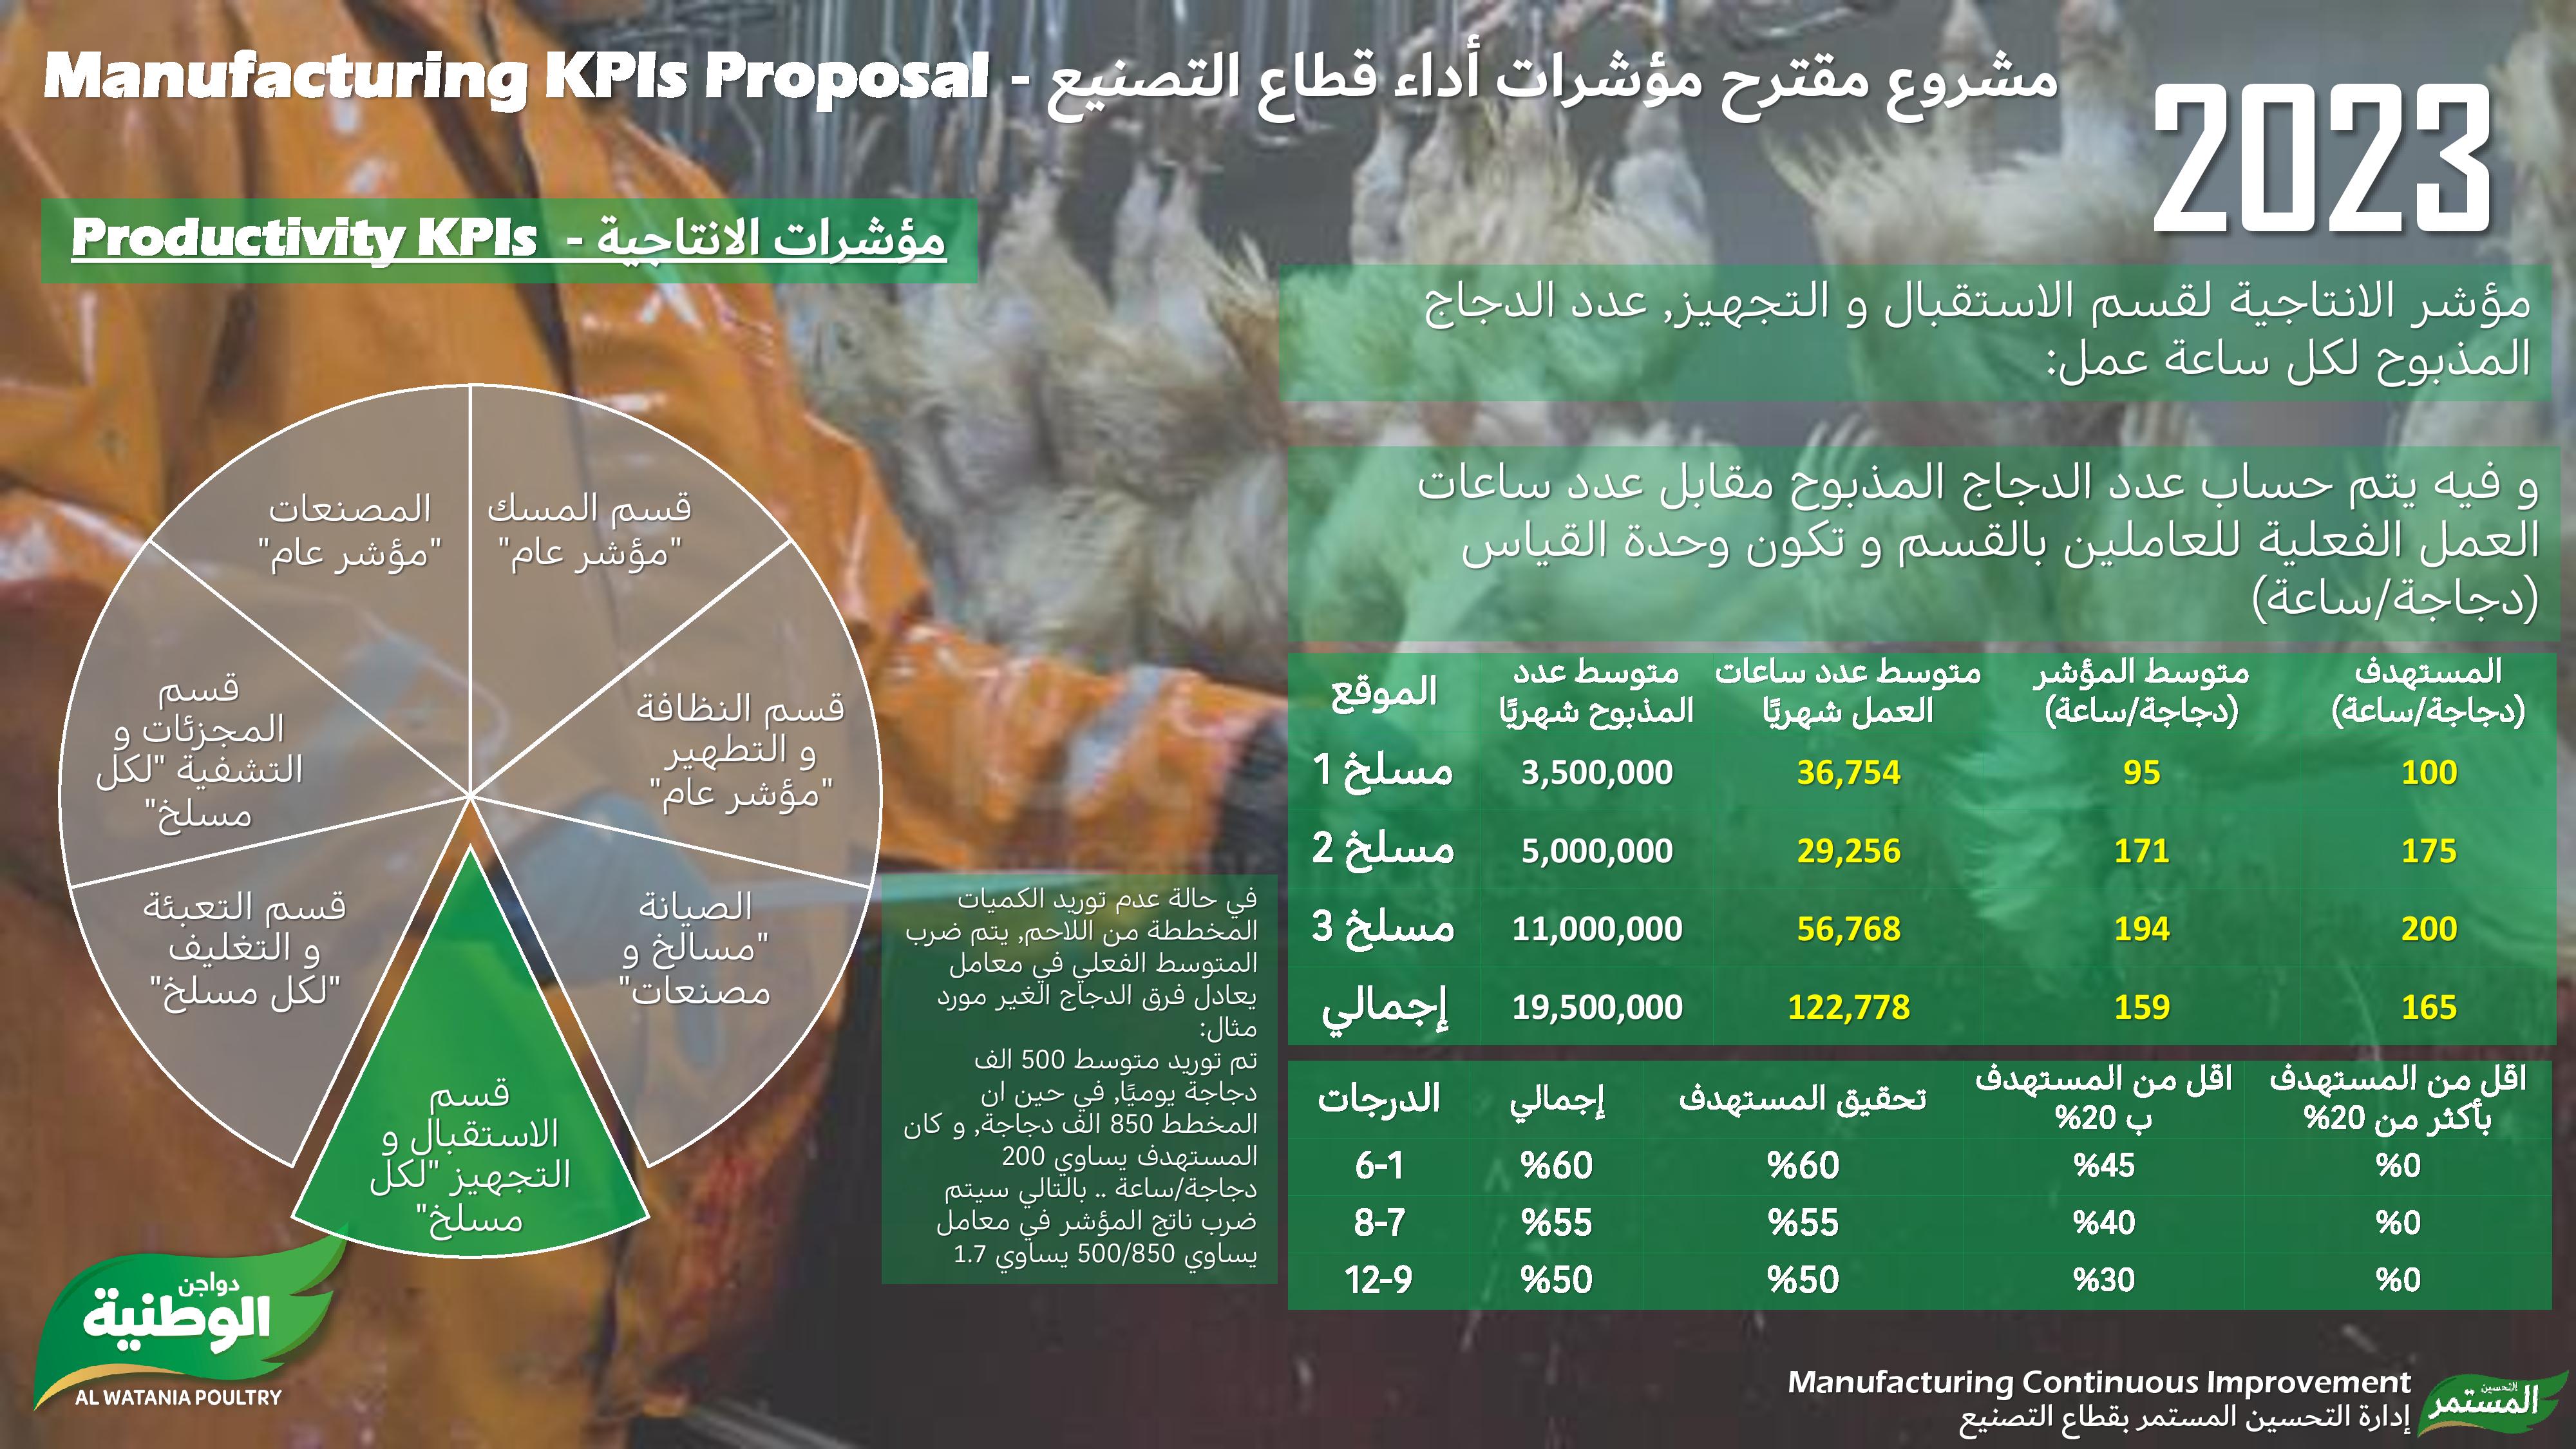 Manufacturing KPIs Proposal - مشروع مقترح مؤشرات أداء قطاع التصنيع
2023
Productivity KPIs - مؤشرات الانتاجية
مؤشر الانتاجية لقسم الاستقبال و التجهيز, عدد الدجاج
المذبوح لكل ساعة عمل:
و فيه يتم حساب عدد الدجاج المذبوح مقابل عدد ساعات
العمل الفعلية للعاملين بالقسم و تكون وحدة القياس
(دجاجة/ساعة)
قسم المسك
"مؤشر عام"
قسم النظافة
و التطهير
"مؤشر عام"
الصيانة
"مسالخ و
مصنعات"
قسم
الاستقبال و
التجهيز "لكل
مسلخ"
قسم التعبئة
و التغليف
"لكل مسلخ"
قسم
المجزئات و
التشفية "لكل
مسلخ"
المصنعات
"مؤشر عام"
في حالة عدم توريد الكميات
المخططة من اللاحم, يتم ضرب
المتوسط الفعلي في معامل
يعادل فرق الدجاج الغير مورد
مثال:
تم توريد متوسط 500 الف
دجاجة يوميًا, في حين ان
المخطط 850 الف دجاجة, و كان
المستهدف يساوي 200
دجاجة/ساعة .. بالتالي سيتم
ضرب ناتج المؤشر في معامل
يساوي 500/850 يساوي 1.7
الموقع متوسط عدد المذبوح شهريًا متوسط عدد ساعات العمل شهريًا متوسط المؤشر (دجاجة/ساعة) المستهدف (دجاجة/ساعة)
مسلخ 1 3,500,000 36,754 95 100
مسلخ 2 5,000,000 29,256 171 175
مسلخ 3 11,000,000 56,768 194 200
إجمالي 19,500,000 122,778 159 165
الدرجات إجمالي تحقيق المستهدف اقل من المستهدف ب 20% اقل من المستهدف بأكثر من 20%
6-1 %60 %60 %45 %0
8-7 %55 %55 %40 %0
12-9 %50 %50 %30 %0
دواجن
الوطنية
AL WATANIA POULTRY
Manufacturing Continuous Improvement
إدارة التحسين المستمر بقطاع التصنيع
التحسين
المستمر